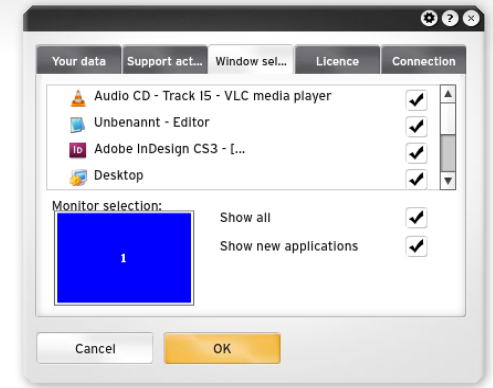 Your data
Support act...
Window sel...
Licence
Connection
Audio CD - Track 15 - VLC media player
Unbenannt - Editor
Adobe InDesign CS3 - [...
Desktop
Monitor selection:
1
Show all
Show new applications
Cancel
OK